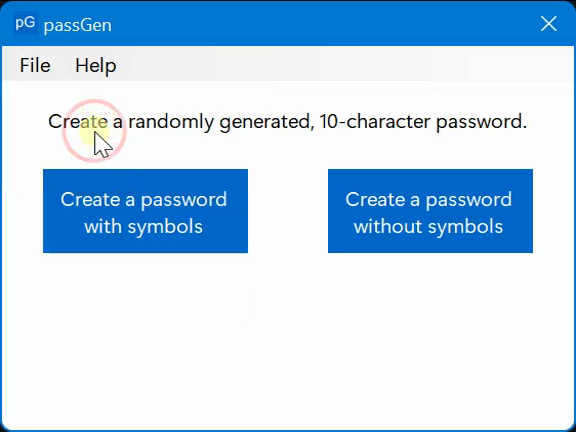 pG passGen
File Help
Create a randomly generated, 10-character password.
Create a password
with symbols
Create a password
without symbols